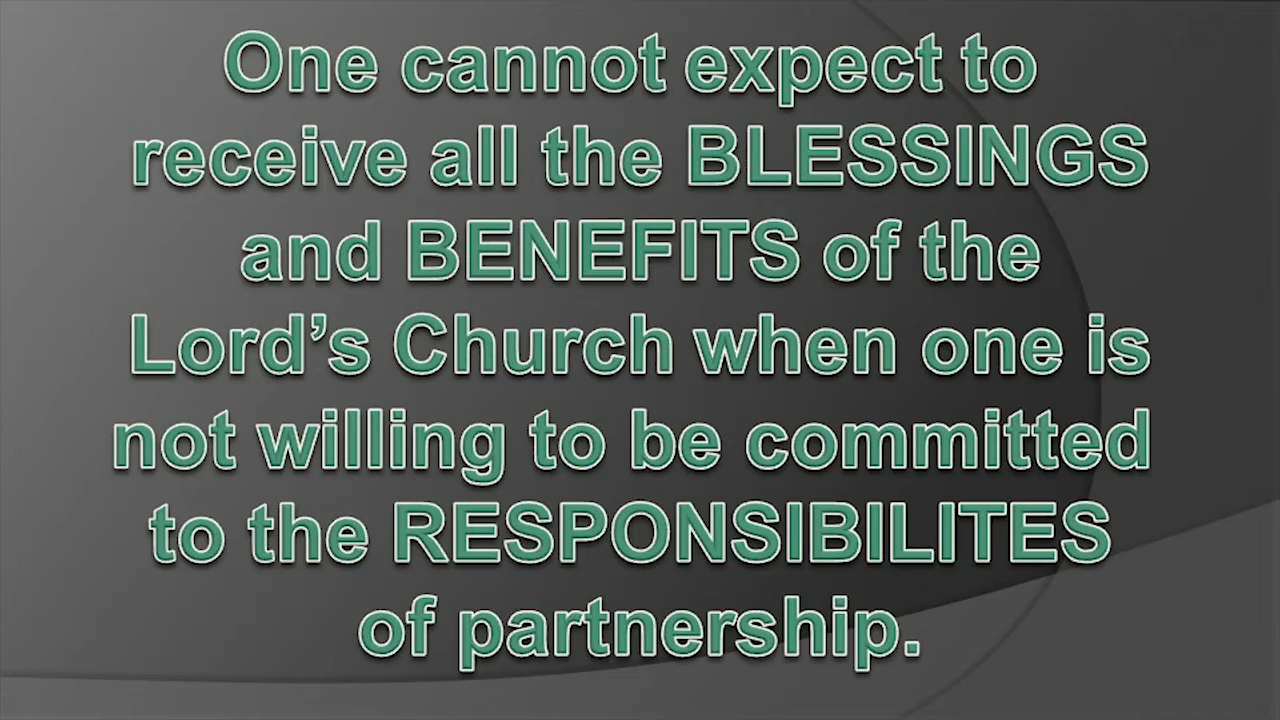 One cannot expect to
receive all the BLESSINGS
and BENEFITS of the
Lord’s Church when one is
not willing to be committed
to the RESPONSIBILITES
of partnership.